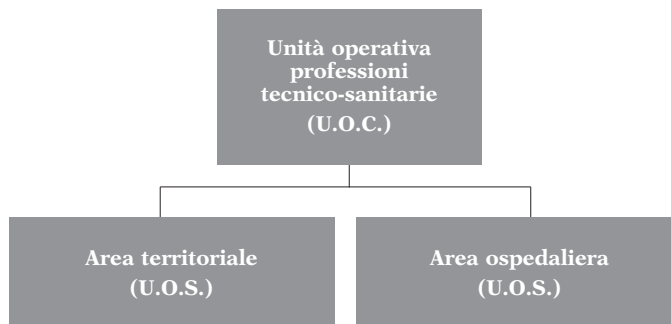 Unità operativa
professioni
tecnico-sanitarie
(U.O.C.)
Area territoriale
(U.O.S.)
Area ospedaliera
(U.O.S.)